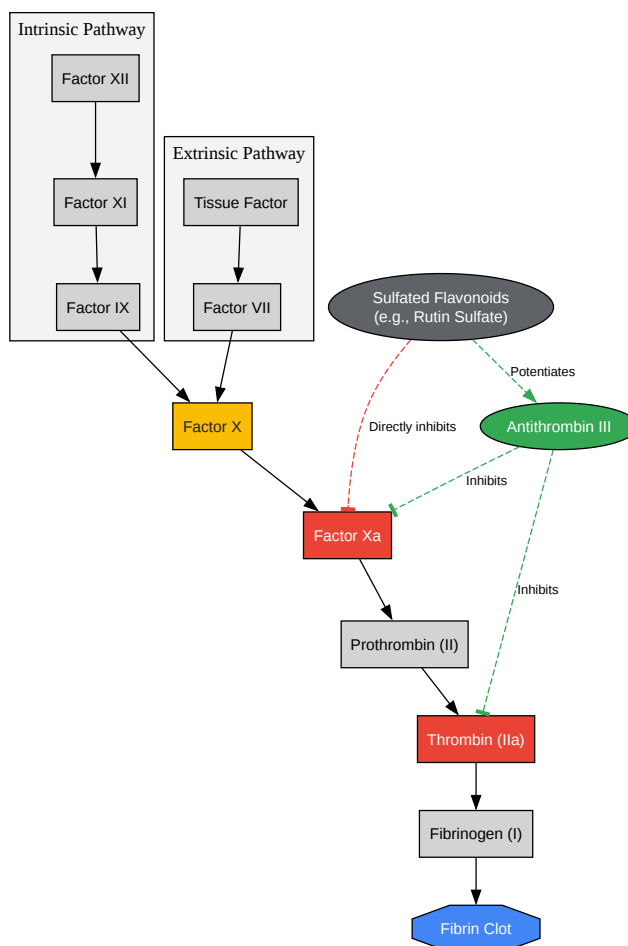 Intrinsic Pathway
Factor XII
Extrinsic Pathway
Factor XI
Tissue Factor
Factor IX
Factor VII
Sulfated Flavonoids
(e.g., Rutin Sulfate)
Potentiates
Factor X
Directly inhibits
Antithrombin III
Inhibits
Factor Xa
Inhibits
Prothrombin (II)
Thrombin (IIa)
Fibrinogen (I)
Fibrin Clot